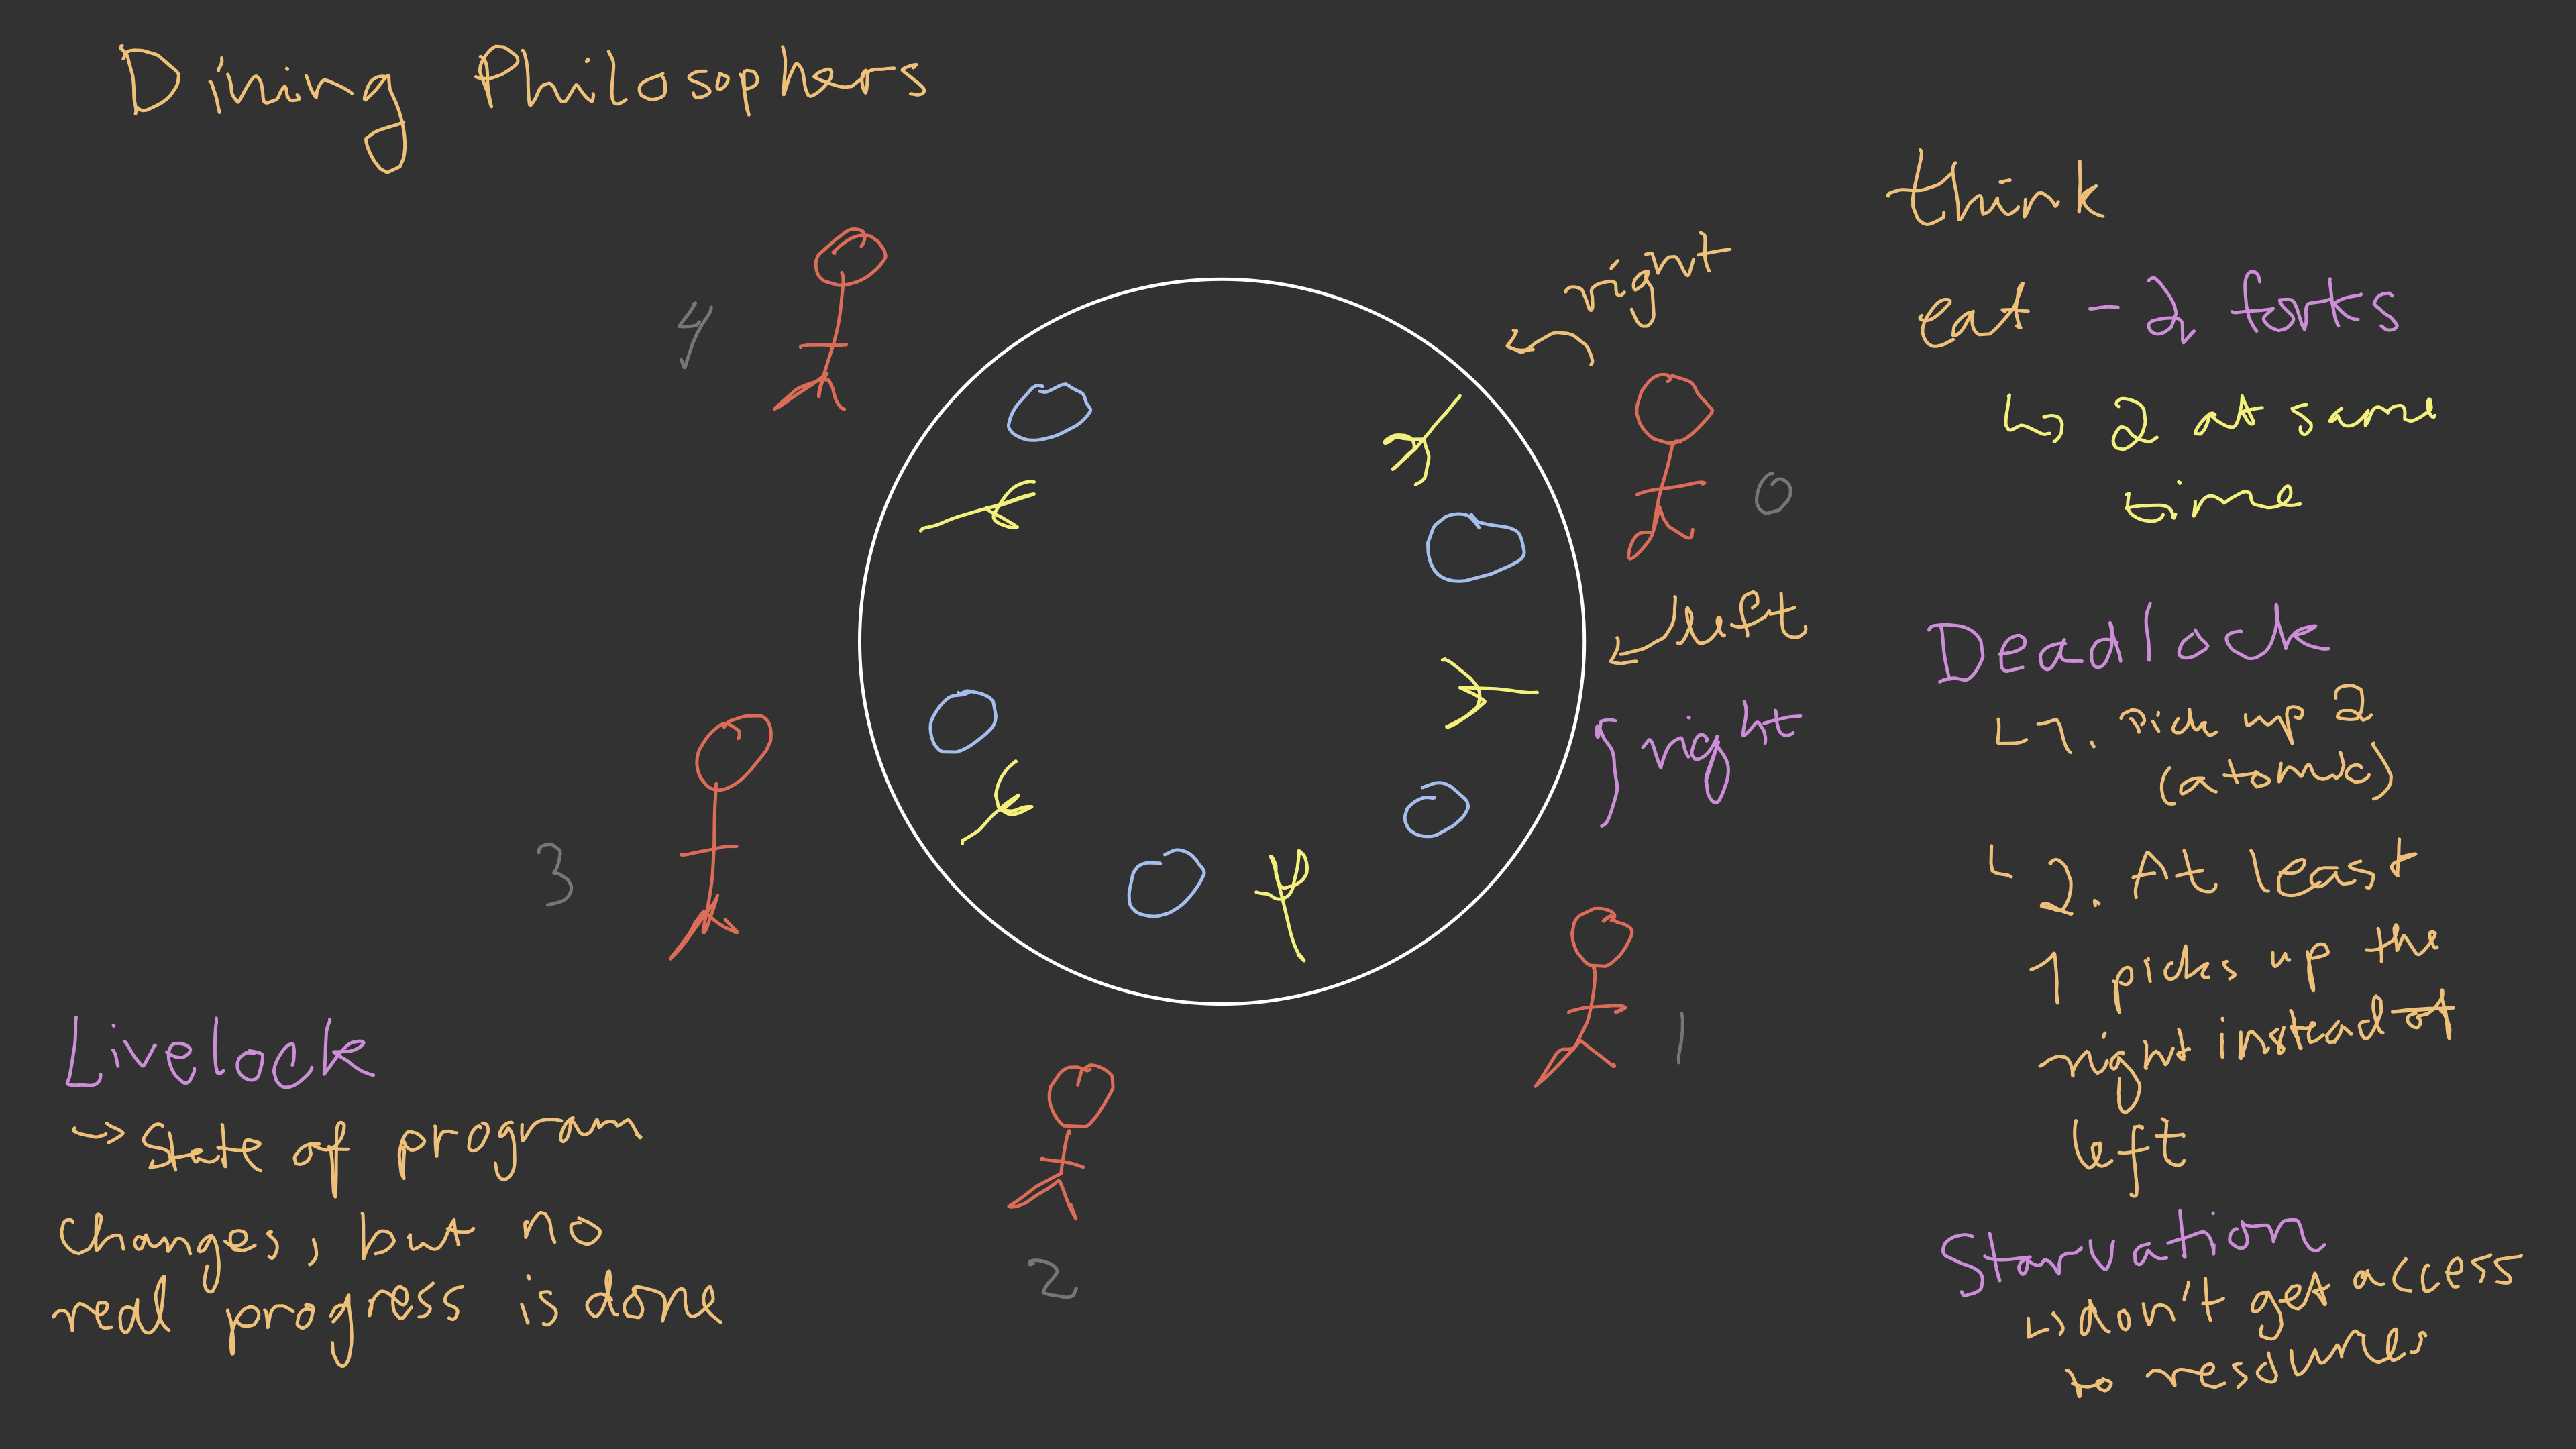 Dining Philosophers
think
eat - 2 forks
↳ 2 at same
time
right
4
0
left
right
3
1
2
Deadlock
↳ 1. Pick up 2
(atomic)
↳ 2. At least
1 picks up the
right instead of
left
Starvation
↳ don't get access
to resources
Livelock
→ State of program
changes, but no
real progress is done